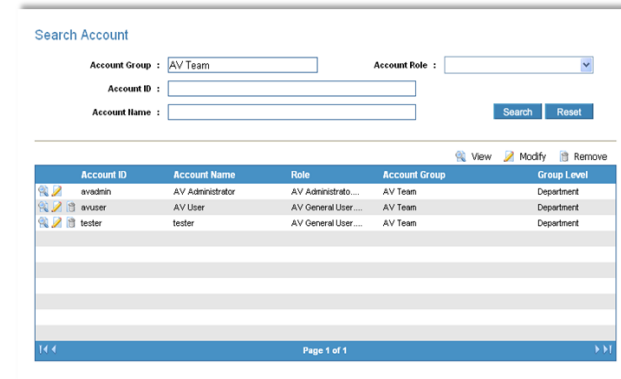 Search Account
Account Group : AV Team Account Role :
Account ID :
Account Name :
Search Reset
View Modify Remove
Account ID Account Name Role Account Group Group Level
avadmin AV Administrator AV Administrato.... AV Team Department
avuser AV User AV General User.... AV Team Department
tester tester AV General User.... AV Team Department
Page 1 of 1